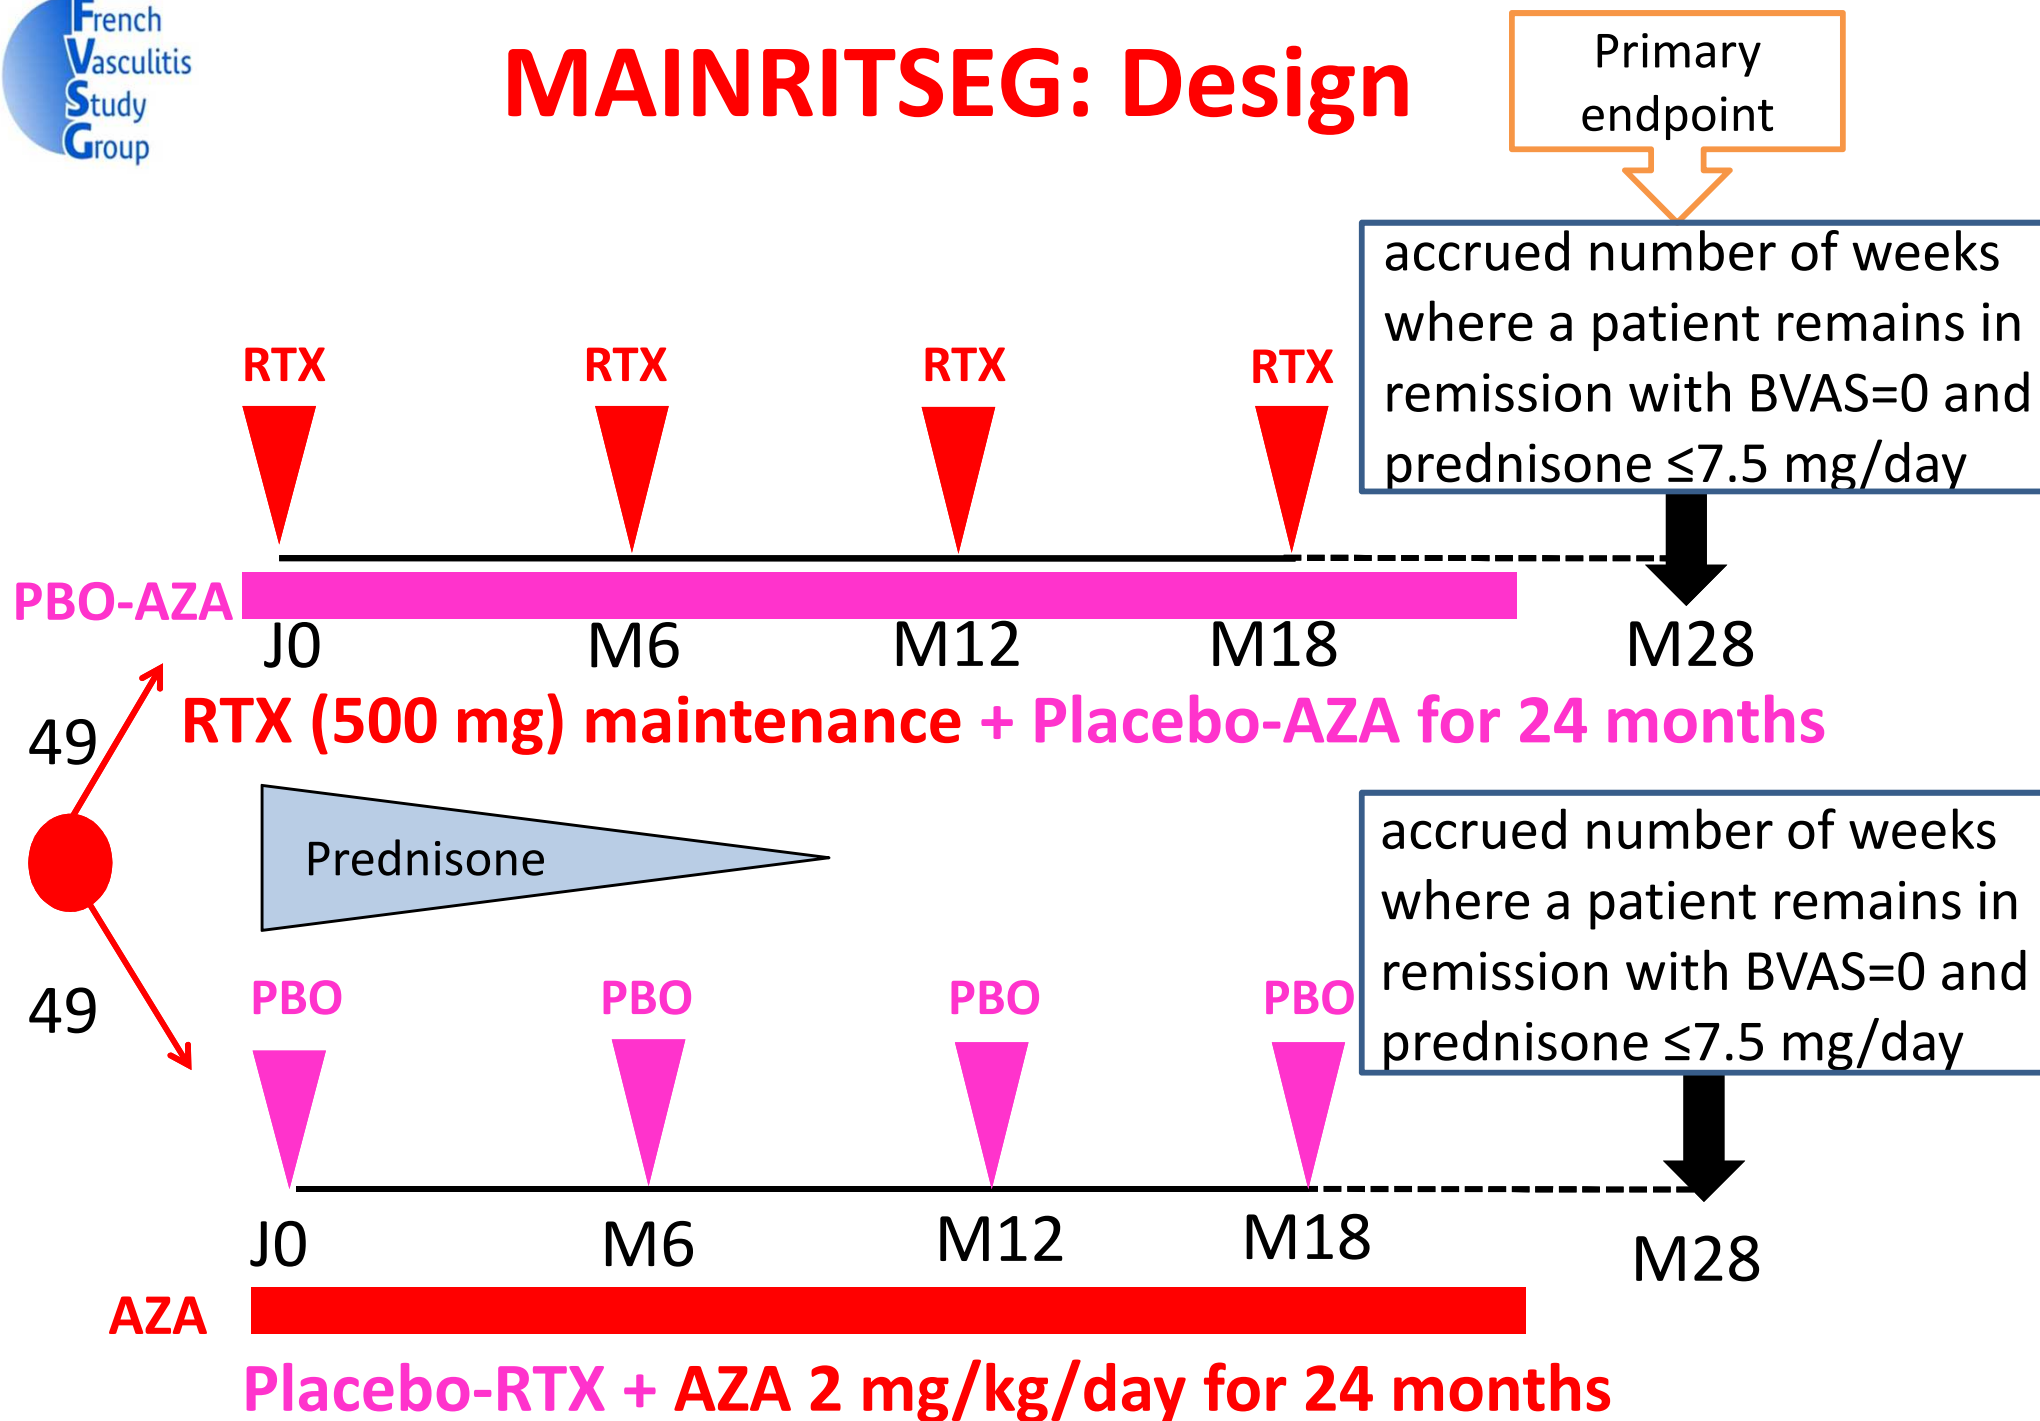 French
Vasculitis
Study
Group
MAINRITSEG: Design
Primary
endpoint
accrued number of weeks
where a patient remains in
remission with BVAS=0 and
prednisone ≤7.5 mg/day
RTX RTX RTX RTX
PBO-AZA
J0 M6 M12 M18 M28
RTX (500 mg) maintenance + Placebo-AZA for 24 months
49
Prednisone
49
accrued number of weeks
where a patient remains in
remission with BVAS=0 and
prednisone ≤7.5 mg/day
PBO PBO PBO PBO
J0 M6 M12 M18 M28
AZA
Placebo-RTX + AZA 2 mg/kg/day for 24 months